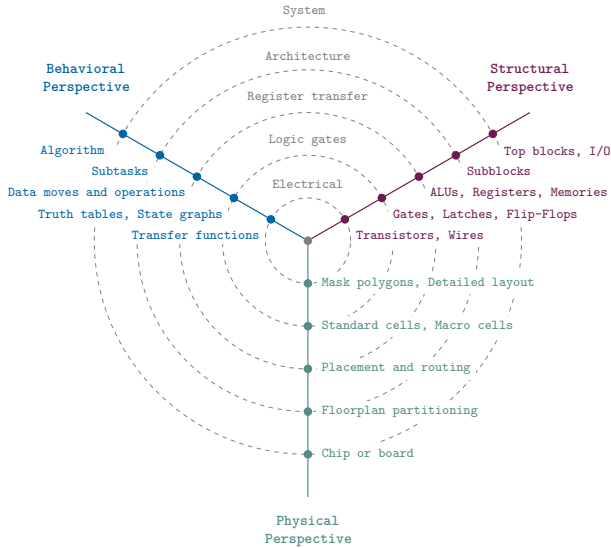 System
Architecture
Behavioral
Perspective
Structural
Perspective
Register transfer
Logic gates
Algorithm
Top blocks, I/O
Subtasks
Subblocks
Electrical
Data moves and operations
ALUs, Registers, Memories
Truth tables, State graphs
Gates, Latches, Flip-Flops
Transfer functions
Transistors, Wires
Mask polygons, Detailed layout
Standard cells, Macro cells
Placement and routing
Floorplan partitioning
Chip or board
Physical
Perspective